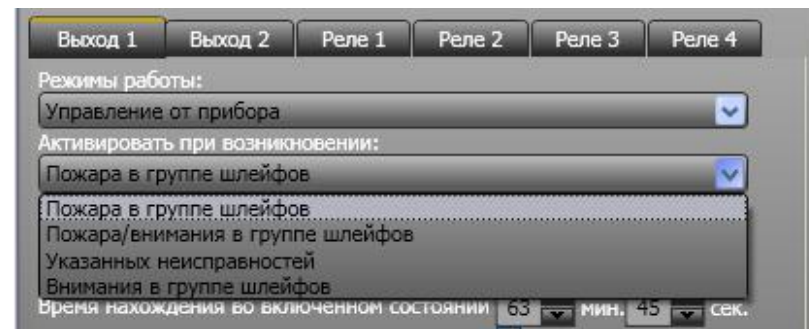 Выход 1 Выход 2 Реле 1 Реле 2 Реле 3 Реле 4
Режимы работы:
Управление от прибора
Активировать при возникновении:
Пожара в группе шлейфов
Пожара в группе шлейфов
Пожара/внимания в группе шлейфов
Указанных неисправностей
Внимания в группе шлейфов
Время нахождения во включенном состоянии 63 мин. 45 сек.